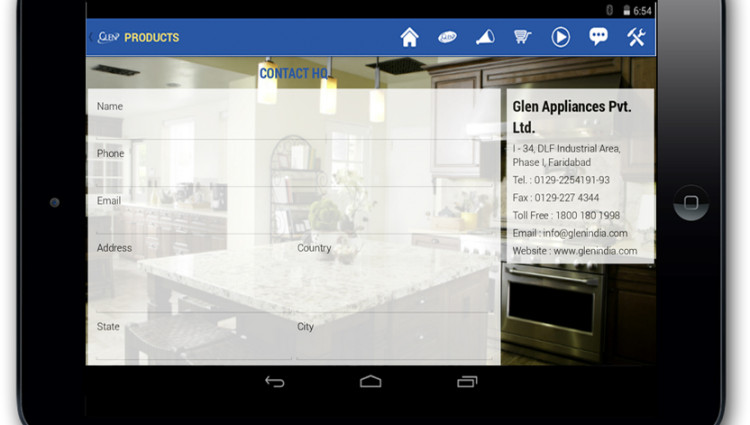 6:54
GLEN PRODUCTS
GLEN
CONTACT HO.
Name
Phone
Email
Address Country
State City
Glen Appliances Pvt.
Ltd.
i - 34, DLF Industrial Area,
Phase I, Faridabad
Tel. : 0129-2254191-93
Fax : 0129-227 4344
Toll Free : 1800 180 1998
Email : info@glenindia.com
Website : www.glenindia.com